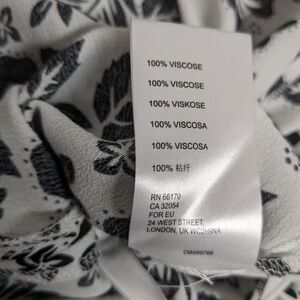 100% VISCOSE
100% VISCOSE
100% VISKOSE
100% VISCOSA
100% VISCOSA
100% 粘纤
RN 66170
CA 32054
FOR EU
24 WEST STREET,
LONDON, UK WC2H9NA